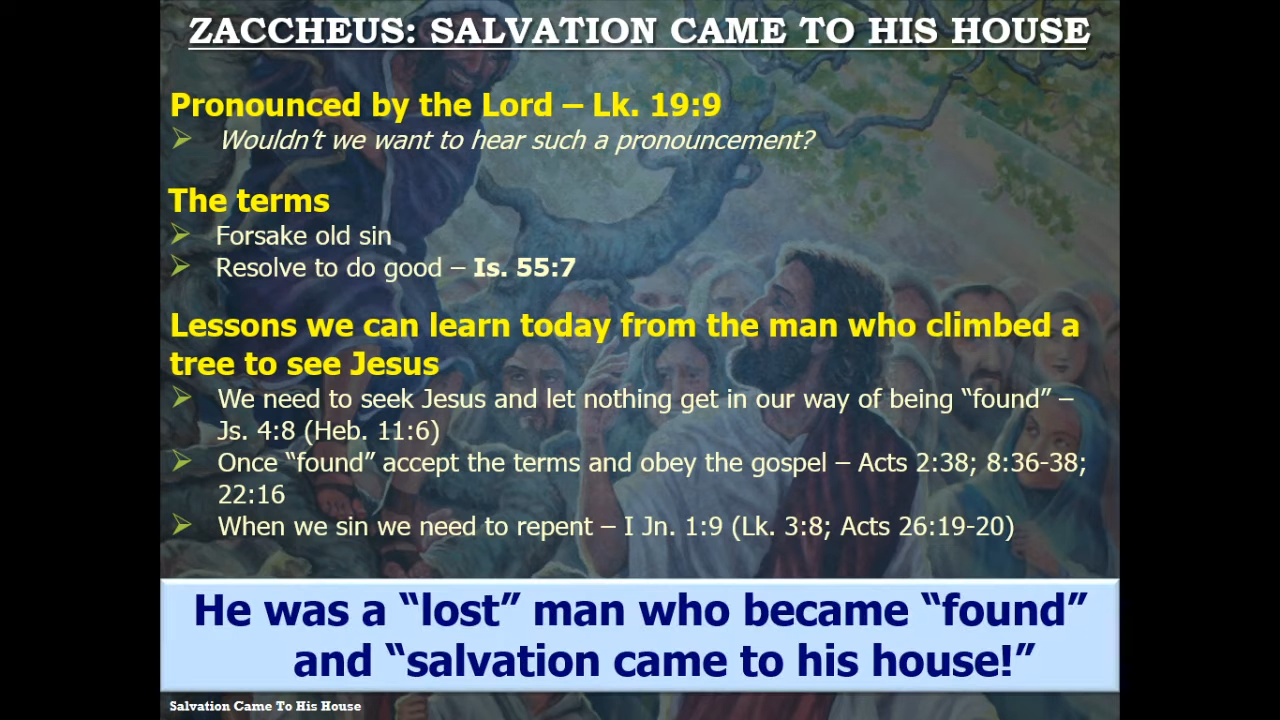 ZACCHEUS: SALVATION CAME TO HIS HOUSE
Pronounced by the Lord – Lk. 19:9
Wouldn't we want to hear such a pronouncement?
The terms
Forsake old sin
Resolve to do good – Is. 55:7
Lessons we can learn today from the man who climbed a
tree to see Jesus
We need to seek Jesus and let nothing get in our way of being “found” –
Js. 4:8 (Heb. 11:6)
Once “found” accept the terms and obey the gospel – Acts 2:38; 8:36-38;
22:16
When we sin we need to repent – I Jn. 1:9 (Lk. 3:8; Acts 26:19-20)
He was a “lost” man who became “found”
and “salvation came to his house!”
Salvation Came To His House